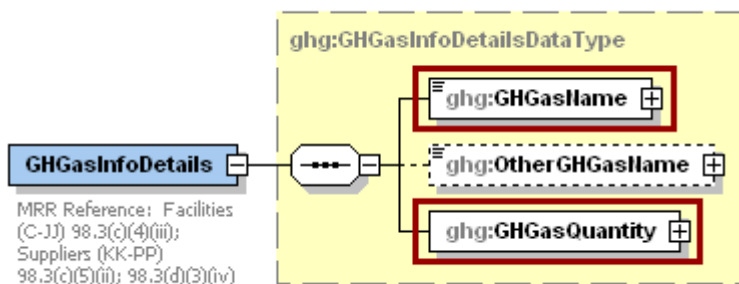 ghg:GHGasInfoDetailsDataType
ghg:GHGasName
GHGasInfoDetails
ghg:OtherGHGasName
MRR Reference: Facilities
(C-JJ) 98.3(c)(4)(iii);
Suppliers (KK-PP)
98.3(c)(5)(ii); 98.3(d)(3)(iv)
ghg:GHGasQuantity